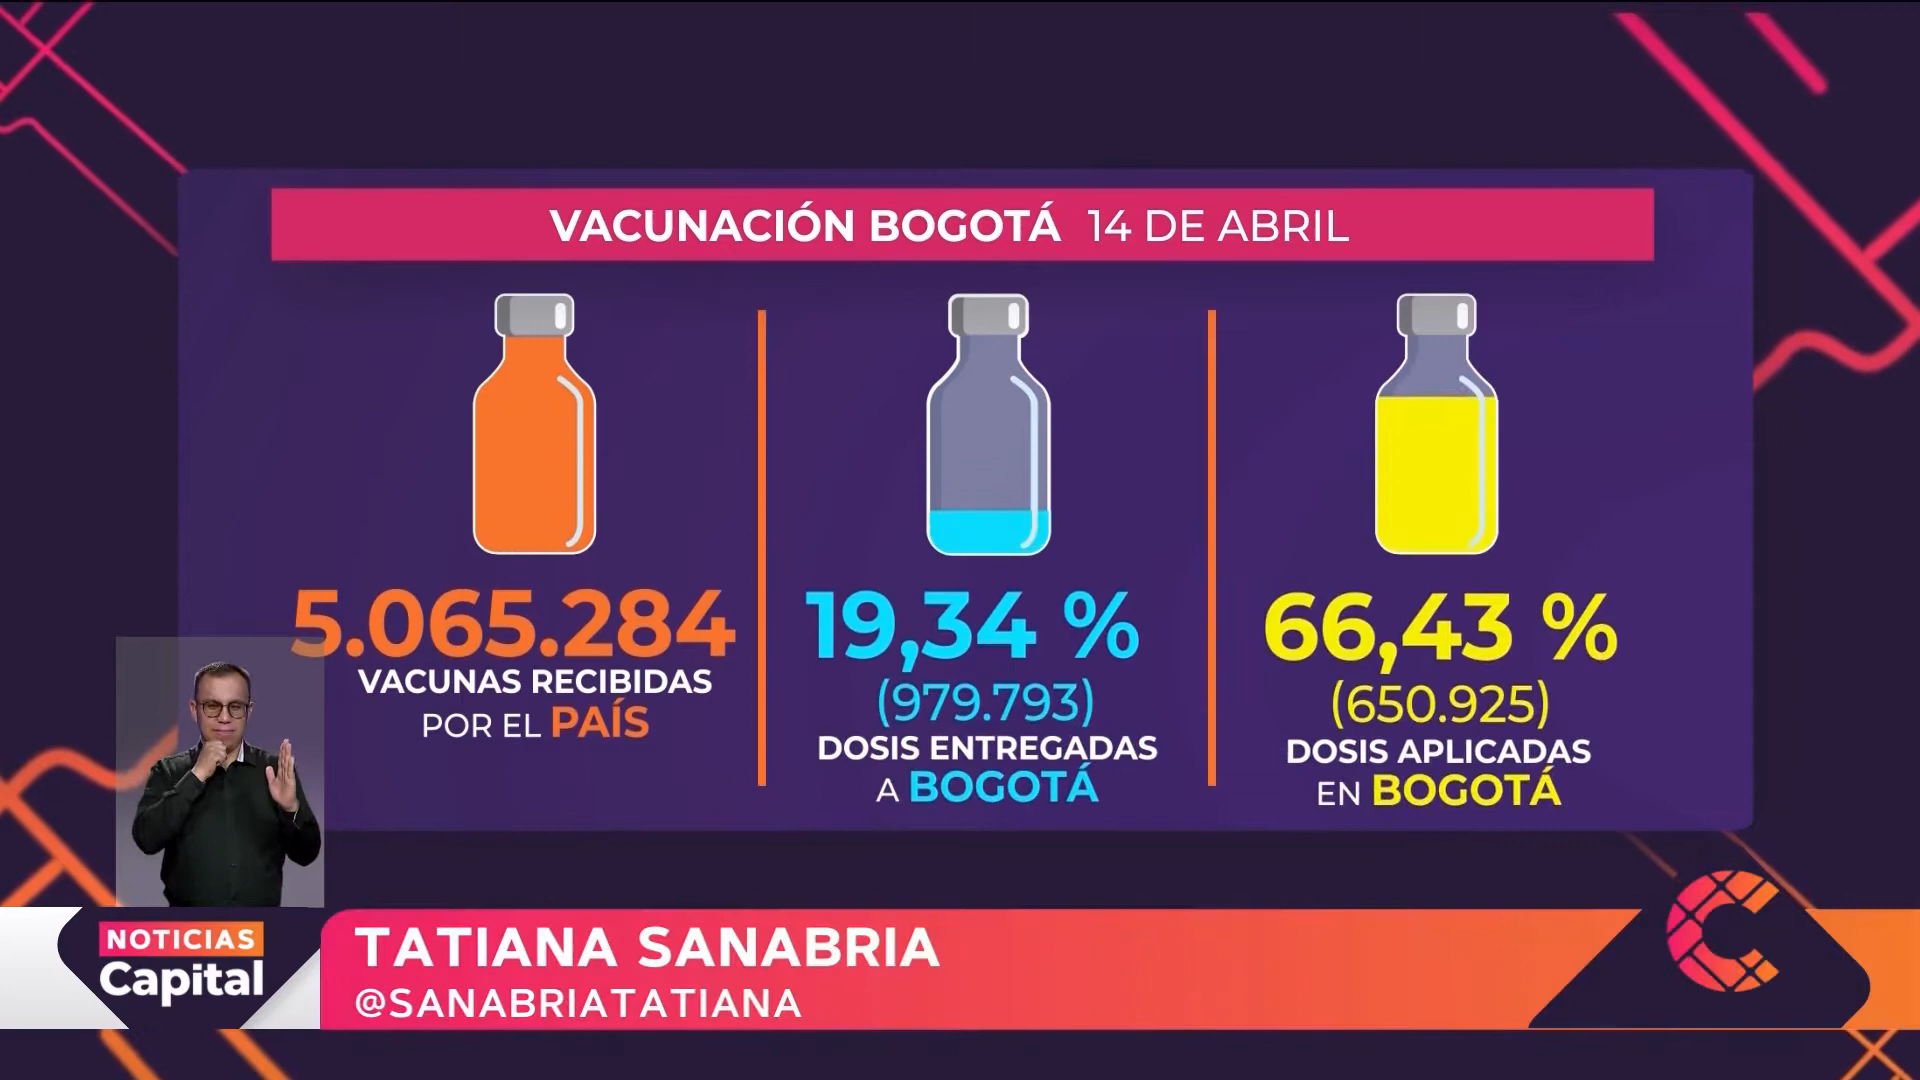 VACUNACIÓN BOGOTÁ 14 DE ABRIL
5.065.284
VACUNAS RECIBIDAS
POR EL PAÍS
19,34 %
(979.793)
DOSIS ENTREGADAS
A BOGOTÁ
66,43 %
(650.925)
DOSIS APLICADAS
EN BOGOTÁ
NOTICIAS
Capital
TATIANA SANABRIA
@SANABRIATATIANA